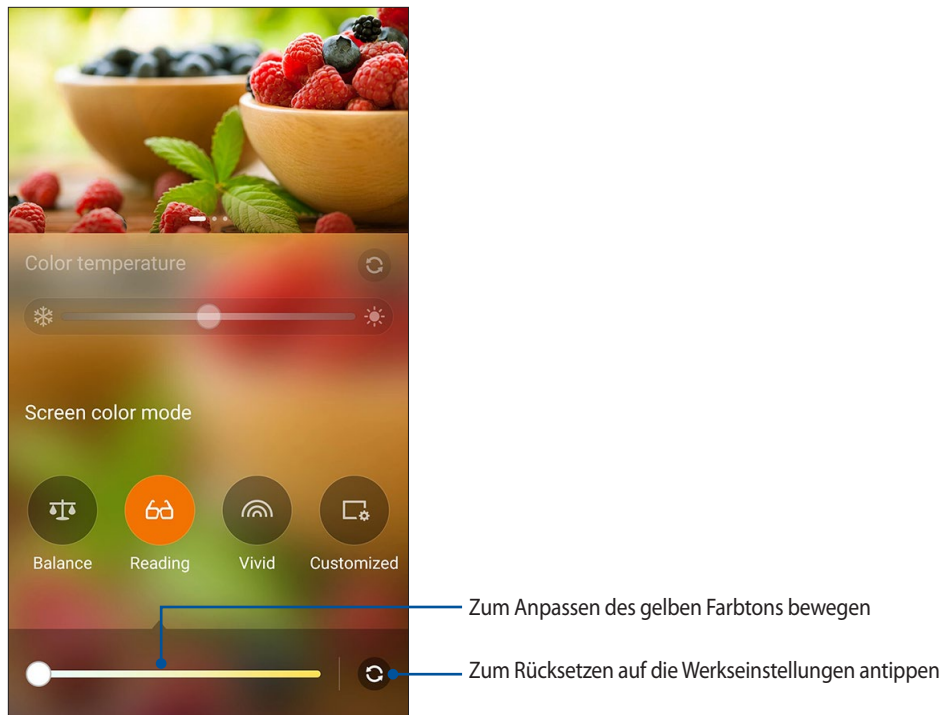 Color temperature
Screen color mode
Balance Reading Vivid Customized
Zum Anpassen des gelben Farbtons bewegen
Zum Rücksetzen auf die Werkseinstellungen antippen